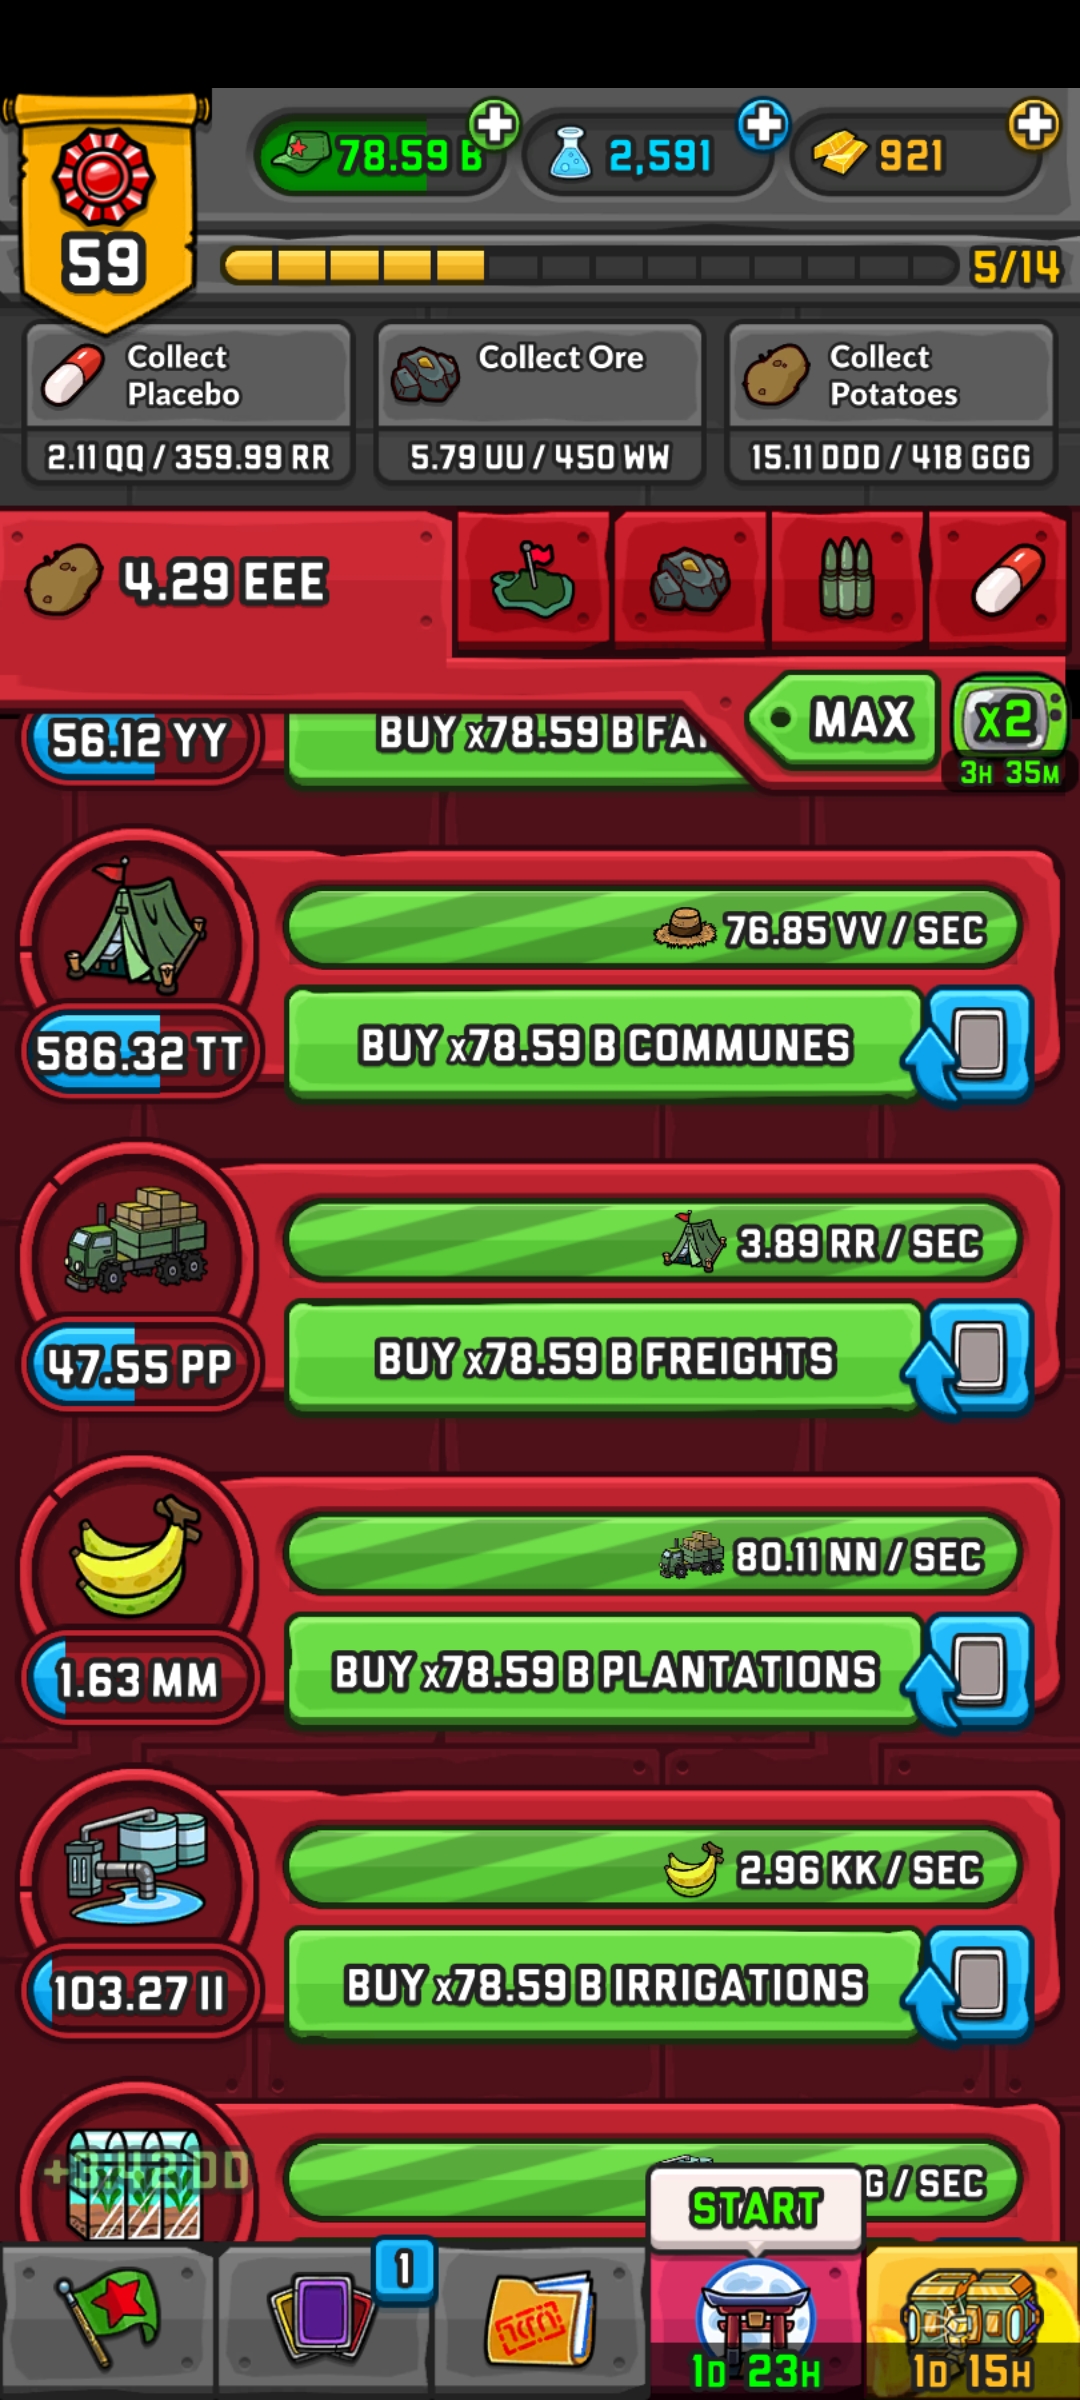 78.59 B
2,591
921
59
5/14
Collect
Placebo
2.11 QQ / 359.99 RR
Collect Ore
5.79 UU / 450 WW
Collect
Potatoes
15.11 DDD / 418 GGG
4.29 EEE
MAX
x2
3H 35M
56.12 YY
BUY x78.59 B
76.85 VV / SEC
586.32 TT
BUY x78.59 B COMMUNES
3.89 RR / SEC
47.55 PP
BUY x78.59 B FREIGHTS
80.11 NN / SEC
1.63 MM
BUY x78.59 B PLANTATIONS
2.96 KK / SEC
103.27 II
BUY x78.59 B IRRIGATIONS
G / SEC
START
1
1D 23H
1D 15H